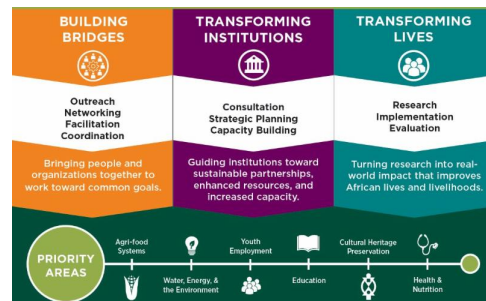 BUILDING
BRIDGES
Outreach
Networking
Facilitation
Coordination
Bringing people and
organizations together to
work toward common goals.
TRANSFORMING
INSTITUTIONS
Consultation
Strategic Planning
Capacity Building
Guiding institutions toward
sustainable partnerships,
enhanced resources, and
increased capacity.
TRANSFORMING
LIVES
Research
Implementation
Evaluation
Turning research into real-
world impact that improves
African lives and livelihoods.
PRIORITY
AREAS
Agri-food
Systems
Water, Energy, &
the Environment
Youth
Employment
Education
Cultural Heritage
Preservation
Health &
Nutrition